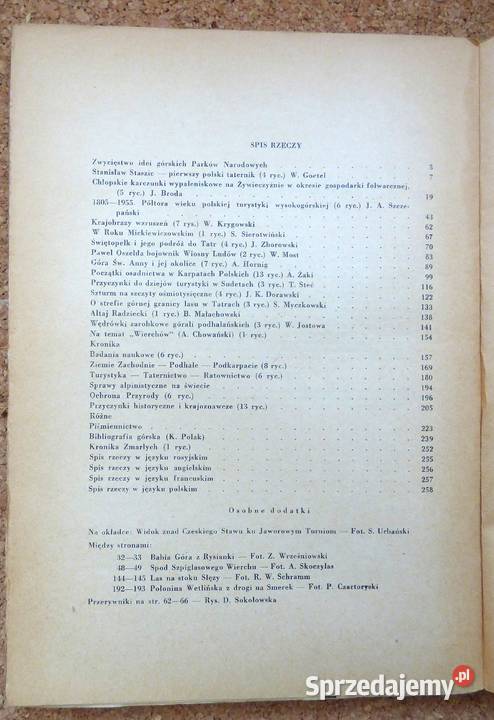 SPIS RZECZY
Zwycięstwo idei górskich Parków Narodowych . . . . 3
Stanisław Staszic — pierwszy polski taternik (4 ryc.) W. Goetel . . 7
Chłopskie karczunki wypaleniskowe na Żywiecczyźnie w okresie gospodarki folwarcznej.
(5 ryc.) J. Broda . . . . 19
1805—1955. Półtora wieku polskiej turystyki wysokogórskiej (6 ryc.) J. A. Szcze-
pański . . . . 43
Krajobrazy wzruszeń (7 rys.) W. Krygowski . . . . 62
W Roku Mickiewiczowskim (1 ryc.) S. Sierotwiński . . . . 67
Świętopełk i jego podróż do Tatr (4 ryc.) J. Zborowski . . . . 70
Paweł Oszelda bojownik Wiosny Ludów (2 ryc.) W. Most . . . . 83
Góra Św. Anny i jej okolice (7 ryc.) A. Hornig . . . . 89
Początki osadnictwa w Karpatach Polskich (13 ryc.) A. Żaki . . . . 99
Przyczynki do dziejów turystyki w Sudetach (3 ryc.) T. Steć . . . . 116
Szturm na szczyty ośmiotysięczne (4 ryc.) J. K. Dorawski . . . . 122
O strefie górnej granicy lasu w Tatrach (3 ryc.) S. Myczkowski . . . . 133
Ałtaj Radziecki (1 ryc.) B. Małachowski . . . . 138
Wędrówki zarobkowe górali podhalańskich (3 ryc.) W. Jostowa . . . . 141
Na temat „Wierchów” (A. Chowański) (1 ryc.) . . . . 154
Kronika
Badania naukowe (6 ryc.) . . . . 157
Ziemie Zachodnie — Podhale — Podkarpacie (8 ryc.) . . . . 169
Turystyka — Taternictwo — Ratownictwo (6 ryc.) . . . . 180
Sprawy alpinistyczne na świecie . . . . 194
Ochrona Przyrody (6 ryc.) . . . . 196
Przyczynki historyczne i krajoznawcze (13 ryc.) . . . . 205
Różne
Piśmiennictwo . . . . 223
Bibliografia górska (K. Polak) . . . . 239
Kronika Zmarłych (1 ryc.) . . . . 252
Spis rzeczy w języku rosyjskim . . . . 255
Spis rzeczy w języku angielskim . . . . 256
Spis rzeczy w języku francuskim . . . . 257
Spis rzeczy w języku polskim . . . . 258
Osobne dodatki
Na okładce: Widok znad Czeskiego Stawu ku Jaworowym Turniom — Fot. S. Urbański
Między stronami:
32—33 Babia Góra z Rysianki — Fot. Z. Wrześniowski
48—49 Spod Szpiglasowego Wierchu — Fot. A. Skoczylas
144—145 Las na stoku Ślęży — Fot. R. W. Schramm
192—193 Połonina Wetlińska z drogi na Smerek — Fot. P. Czartoryski
Przerywniki na str. 62—66 — Rys. D. Sokołowska
Sprzedajemy.pl